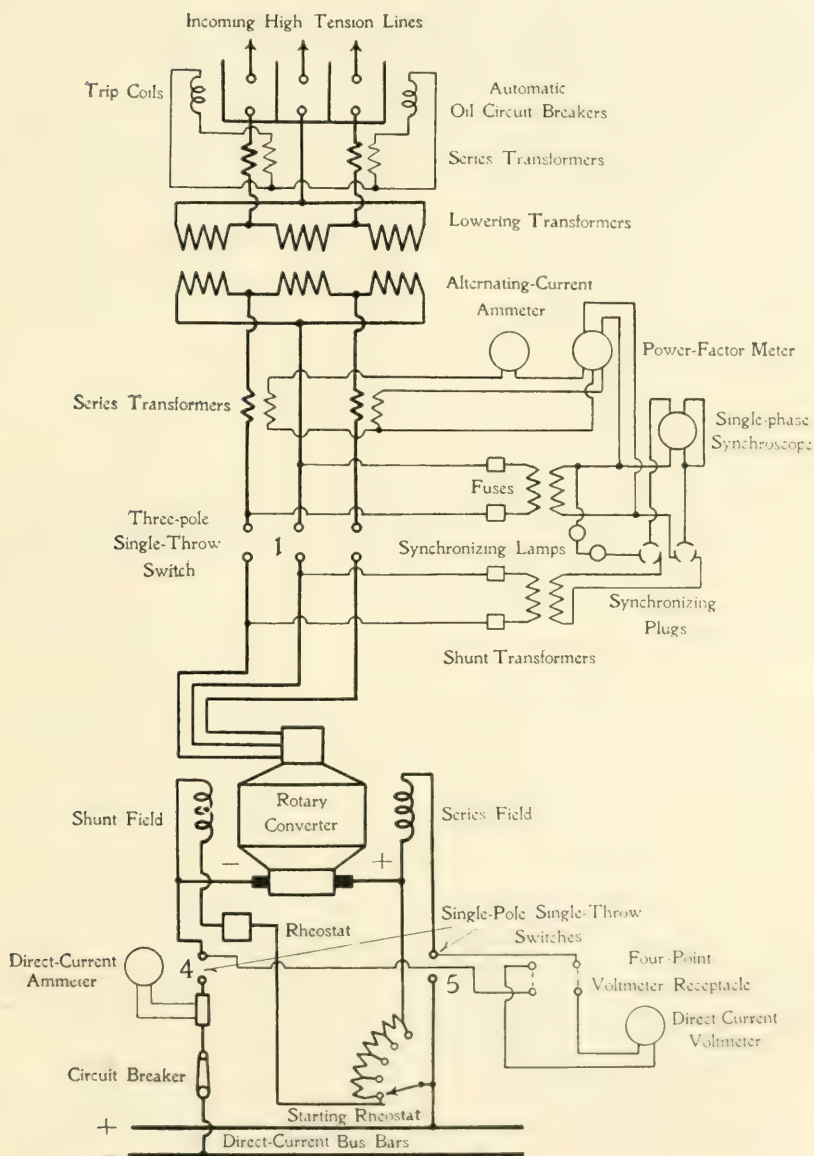 Incoming High Tension Lines
Trip Coils
Automatic
Oil Circuit Breakers
Series Transformers
Lowering Transformers
Alternating-Current
Ammeter
Power-Factor Meter
Series Transformers
Single-phase
Synchroscope
Fuses
Three-pole
Single-Throw
Switch
1
Synchronizing Lamps
Synchronizing
Plugs
Shunt Transformers
Shunt Field
Rotary
Converter
Series Field
−
+
Rheostat
Single-Pole Single-Throw
Switches
Direct-Current
Ammeter
4
5
Four-Point
Voltmeter Receptacle
Direct Current
Voltmeter
Circuit Breaker
Starting Rheostat
+
Direct-Current Bus Bars
−